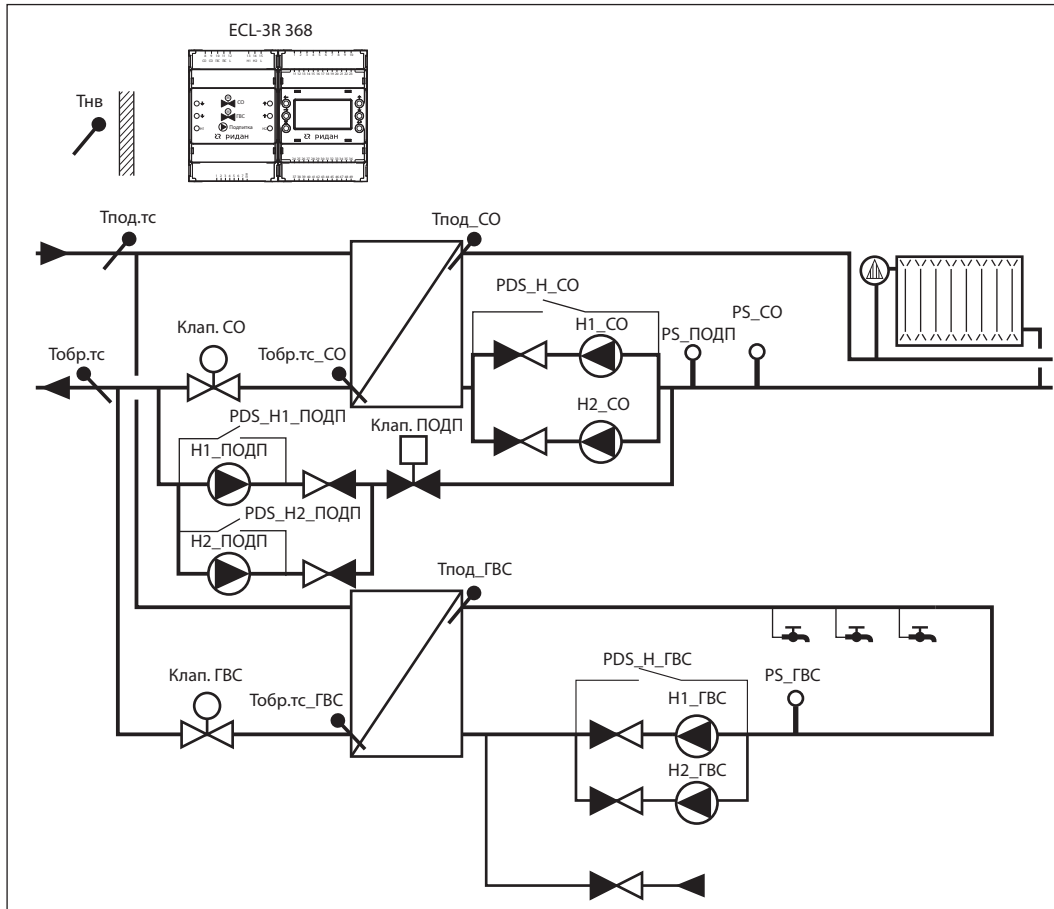 ECL-3R 368
СО
ГВС
Подпитка
ридан
ридан
Тнв
Тпод.тс
Тпод_СО
PDS_Н_СО
Н1_СО
PS_ПОДП
PS_СО
Клап. СО
Тобр.тс
Тобр.тс_СО
Н2_СО
PDS_Н1_ПОДП
Клап. ПОДП
Н1_ПОДП
PDS_Н2_ПОДП
Н2_ПОДП
Тпод_ГВС
Клап. ГВС
PDS_Н_ГВС
PS_ГВС
Тобр.тс_ГВС
Н1_ГВС
Н2_ГВС